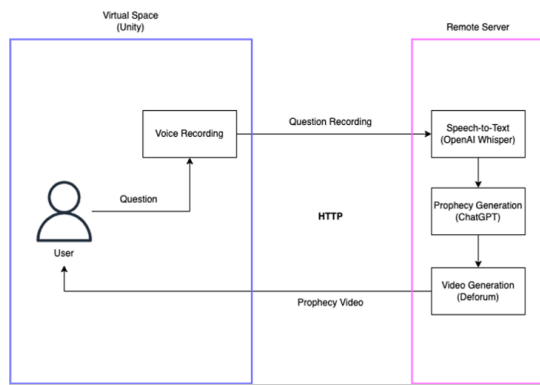 Virtual Space
(Unity)
Remote Server
Voice Recording
Question Recording
Speech-to-Text
(OpenAI Whisper)
Question
HTTP
Prophecy Generation
(ChatGPT)
User
Prophecy Video
Video Generation
(Deforum)